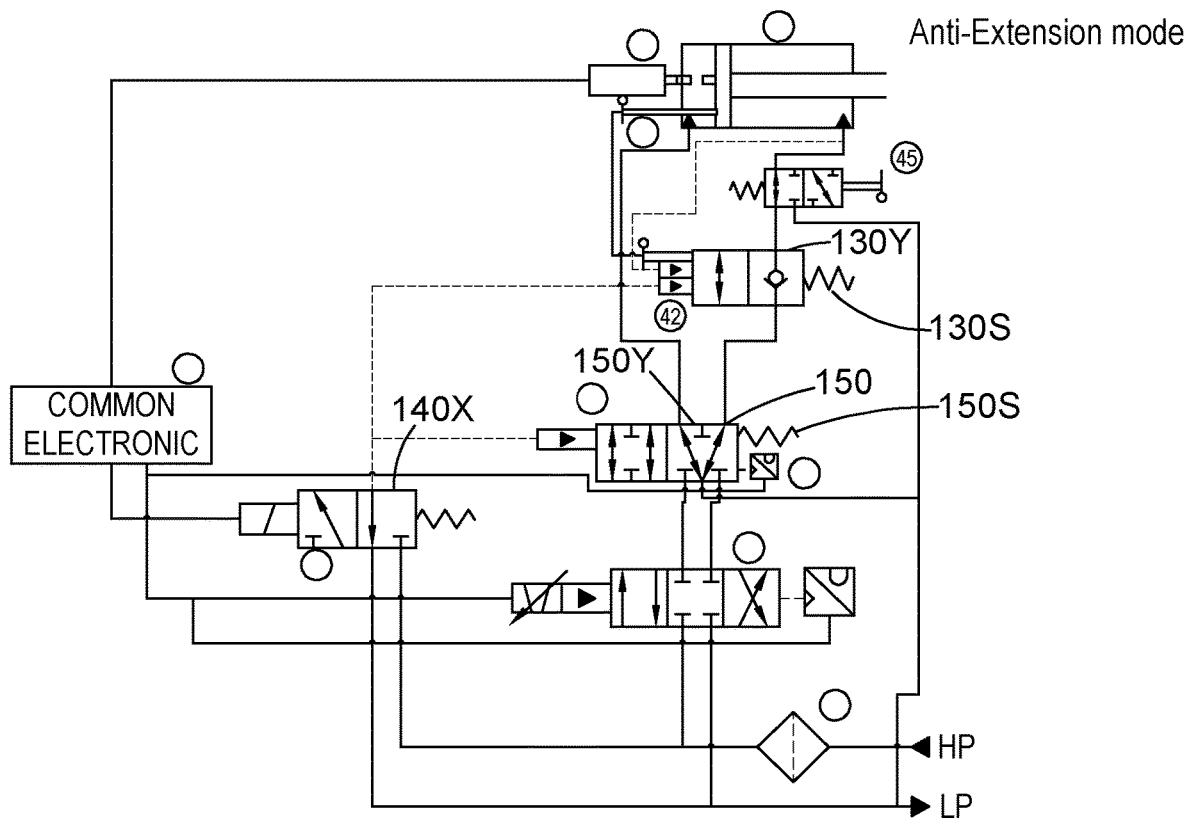 Anti-Extension mode
45
130Y
42
130S
150Y
150
150S
COMMON
ELECTRONIC
140X
HP
LP